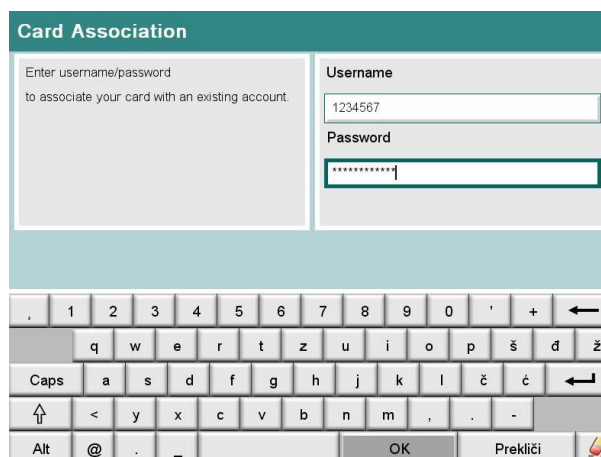 Card Association
Enter username/password
to associate your card with an existing account.
Username
1234567
Password
************
, 1 2 3 4 5 6 7 8 9 0 ' +
q w e r t z u i o p š đ ž
Caps a s d f g h j k l č ć
< y x c v b n m , . -
Alt @ . _ OK Prekliči